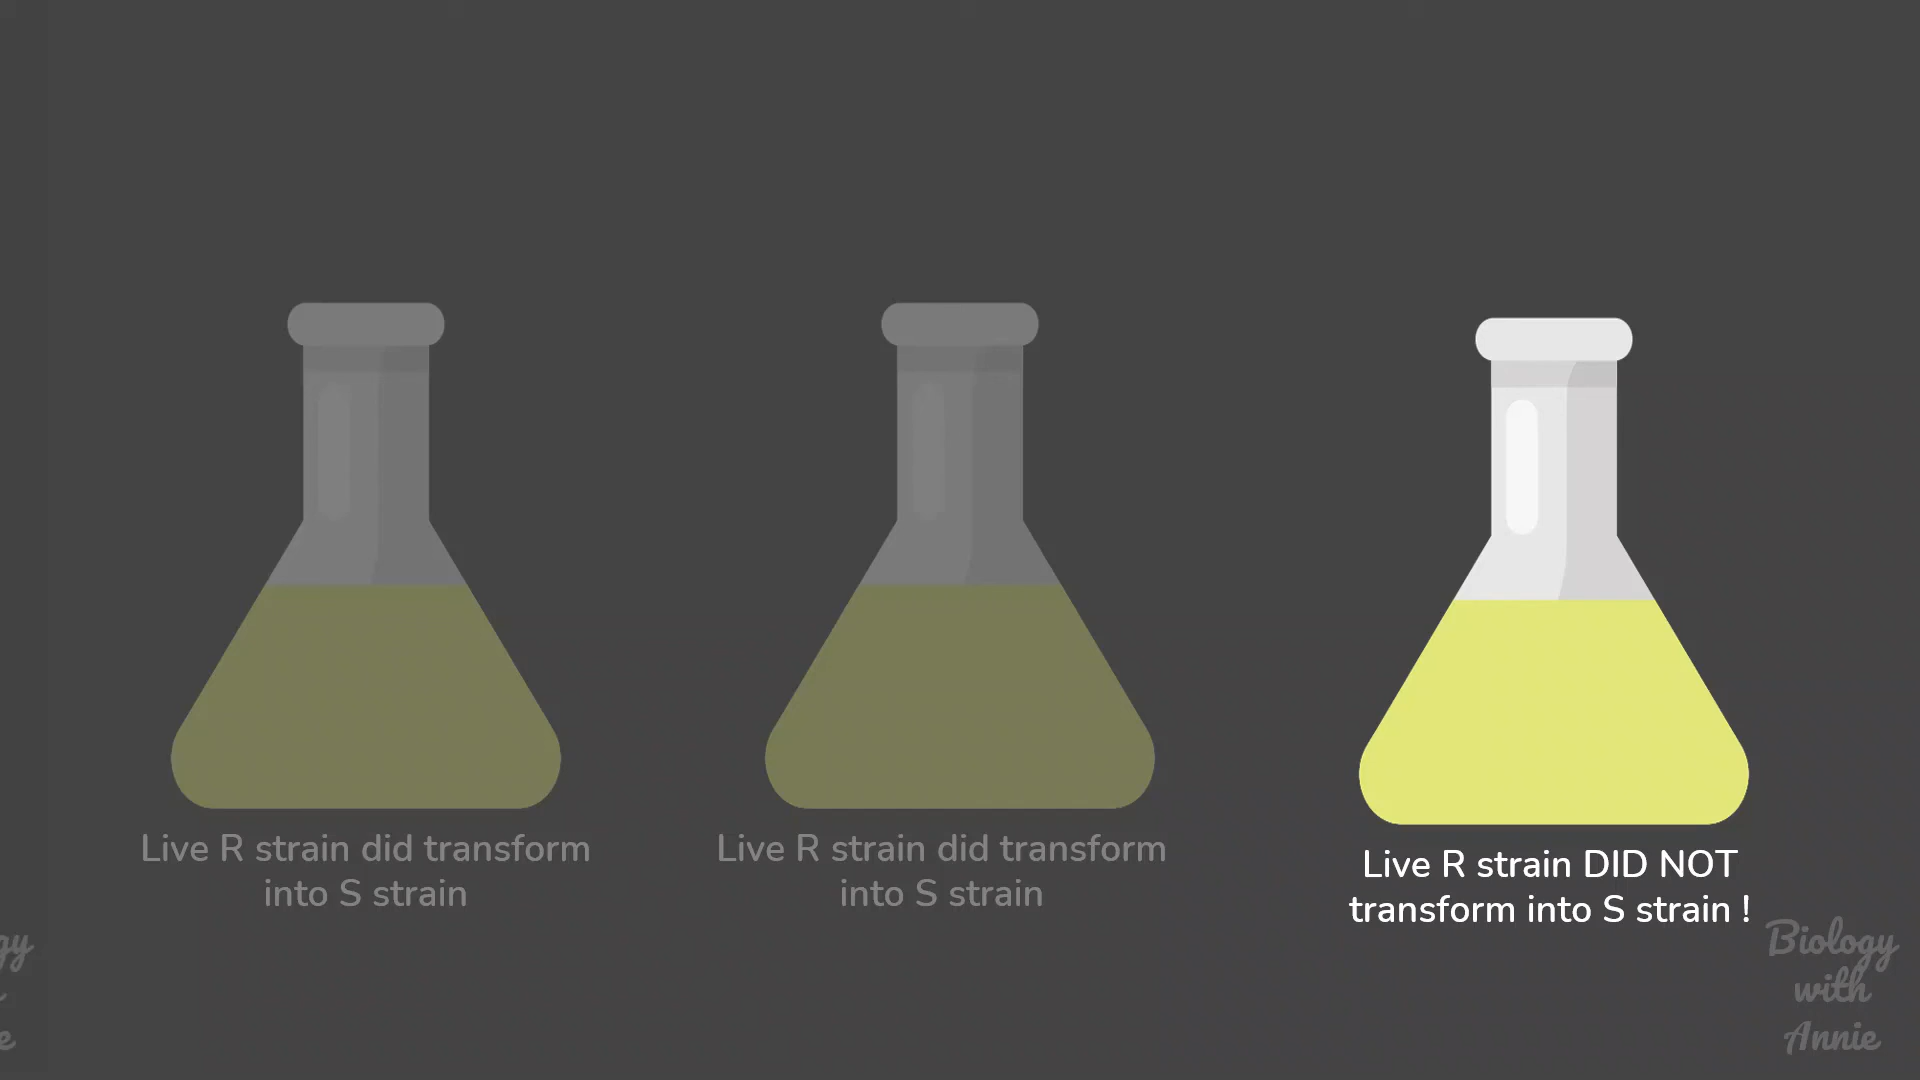 Live R strain did transform
into S strain
Live R strain did transform
into S strain
Live R strain DID NOT
transform into S strain !
Biology
with
Annie
gy
e